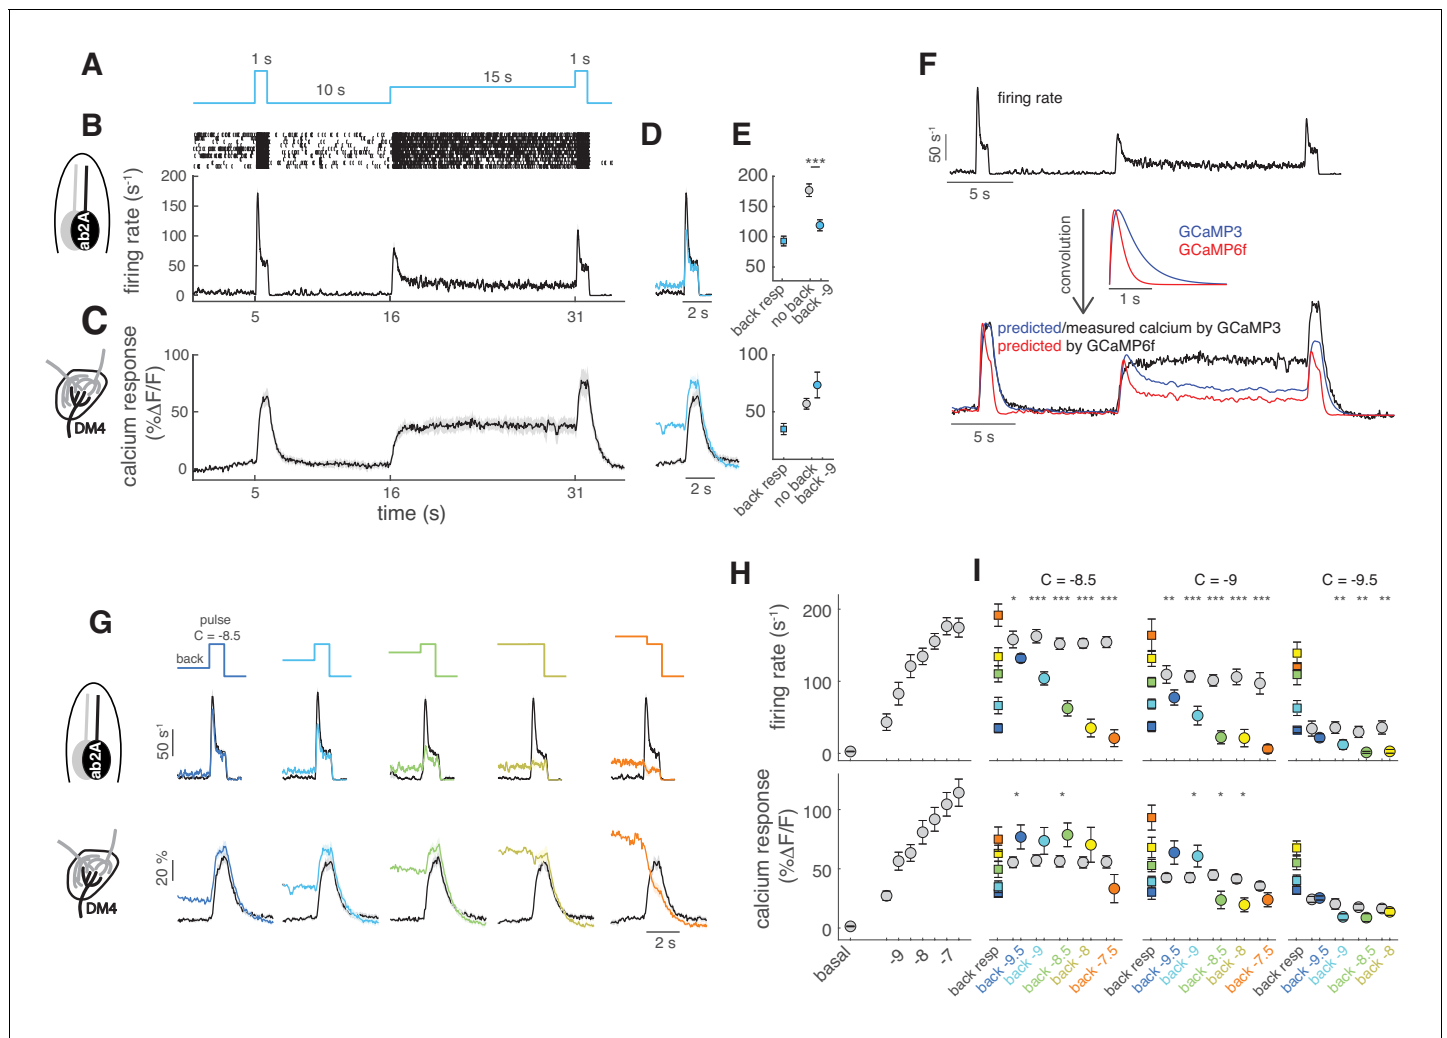 A
1 s
10 s
15 s
1 s
B
ab2A
firing rate (s-1)
200
150
100
50
0
5
16
31
C
DM4
calcium response
(%ΔF/F)
100
50
0
5
16
31
time (s)
D
2 s
2 s
E
***
200
150
100
50
back resp
no back
back -9
100
50
back resp
no back
back -9
F
firing rate
50 s-1
5 s
convolution
GCaMP3
GCaMP6f
1 s
predicted/measured calcium by GCaMP3
predicted by GCaMP6f
5 s
G
pulse
C = -8.5
back
ab2A
50 s-1
DM4
20 %
2 s
H
firing rate (s-1)
200
100
0
calcium response
(%ΔF/F)
100
50
0
basal
-9
-8
-7
I
C = -8.5
* *** *** *** ***
C = -9
** *** *** *** ***
C = -9.5
** ** **
* *
* * *
back resp
back -9.5
back -9
back -8.5
back -8
back -7.5
back resp
back -9.5
back -9
back -8.5
back -8
back -7.5
back resp
back -9.5
back -9
back -8.5
back -8